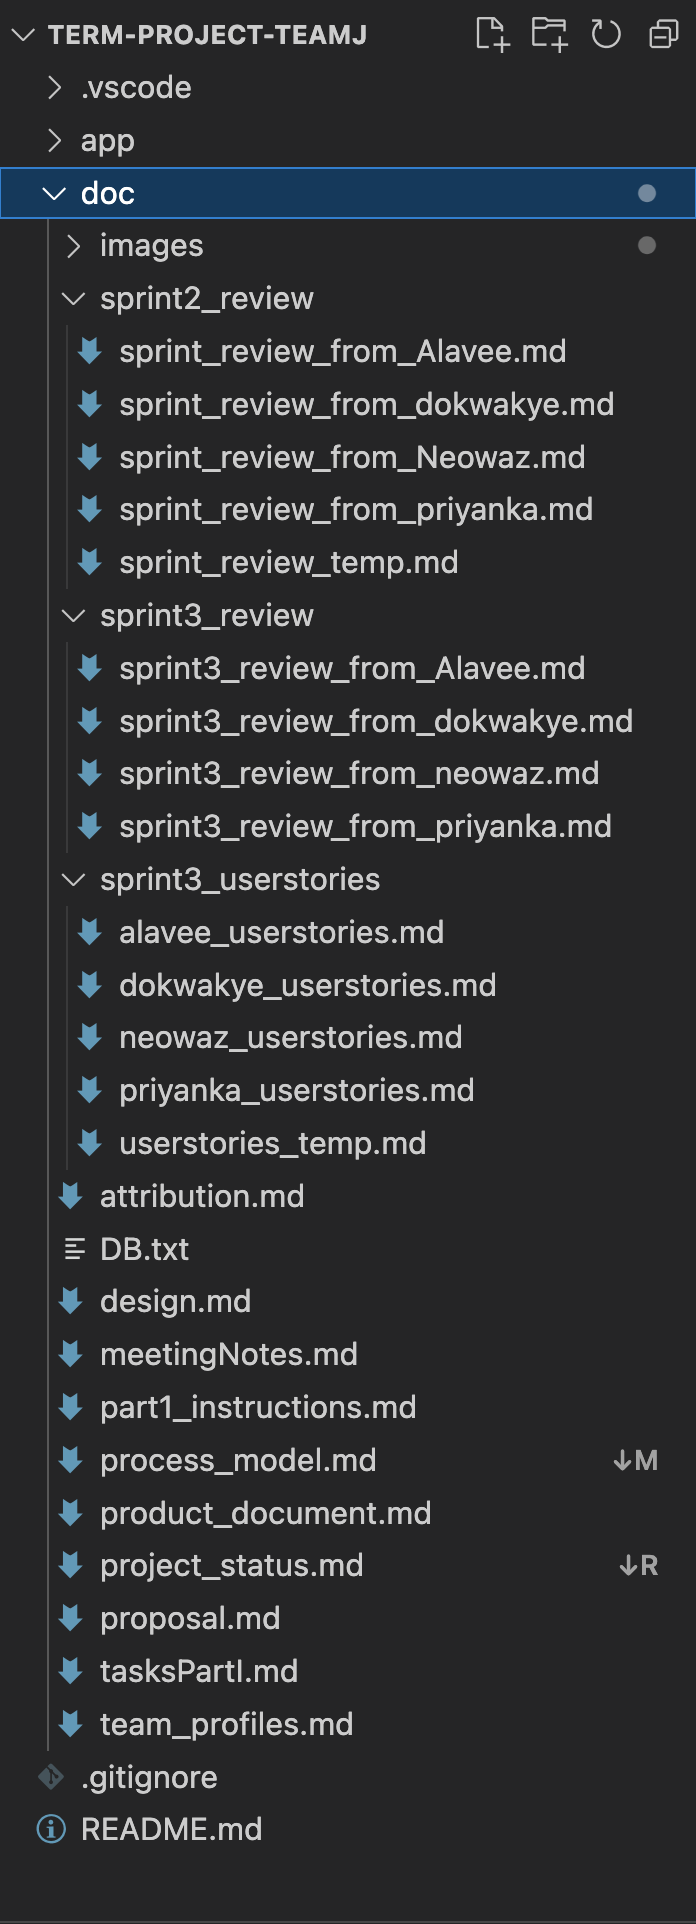 TERM-PROJECT-TEAMJ
.vscode
app
doc
images
sprint2_review
sprint_review_from_Alavee.md
sprint_review_from_dokwakye.md
sprint_review_from_Neowaz.md
sprint_review_from_priyanka.md
sprint_review_temp.md
sprint3_review
sprint3_review_from_Alavee.md
sprint3_review_from_dokwakye.md
sprint3_review_from_neowaz.md
sprint3_review_from_priyanka.md
sprint3_userstories
alavee_userstories.md
dokwakye_userstories.md
neowaz_userstories.md
priyanka_userstories.md
userstories_temp.md
attribution.md
DB.txt
design.md
meetingNotes.md
part1_instructions.md
process_model.md ↓M
product_document.md
project_status.md ↓R
proposal.md
tasksPartI.md
team_profiles.md
.gitignore
README.md